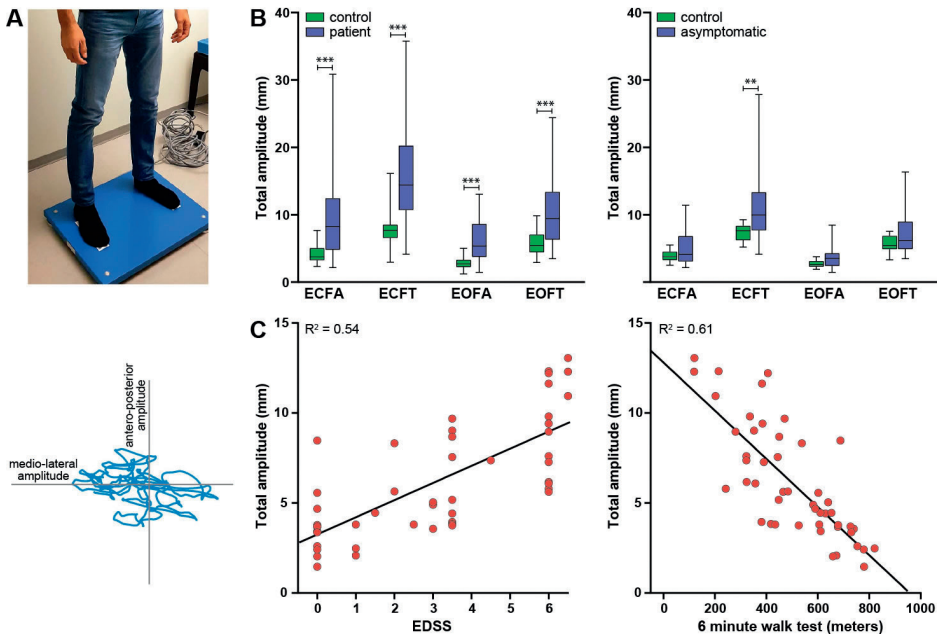 A
antero-posterior
amplitude
medio-lateral
amplitude
B
control
patient
Total amplitude (mm)
40
30
20
10
0
***
***
***
***
ECFA
ECFT
EOFA
EOFT
control
asymptomatic
Total amplitude (mm)
40
30
20
10
0
**
ECFA
ECFT
EOFA
EOFT
C
R² = 0.54
Total amplitude (mm)
15
10
5
0
0 1 2 3 4 5 6
EDSS
R² = 0.61
Total amplitude (mm)
15
10
5
0
0 200 400 600 800 1000
6 minute walk test (meters)